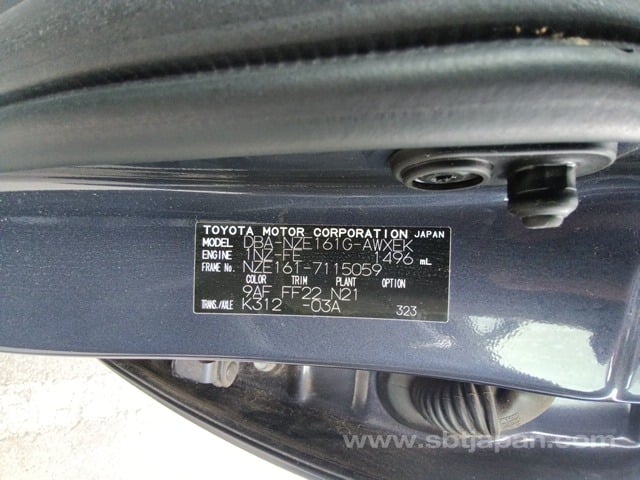 TOYOTA MOTOR CORPORATION JAPAN
MODEL DBA-NZE161G-AWXEK
ENGINE 1NZ-FE 1496 mL
FRAME No. NZE161-7115059
COLOR TRIM PLANT OPTION
9AF FF22 N21
TRANS./AXLE K312 -03A 323
www.sbtjapan.com